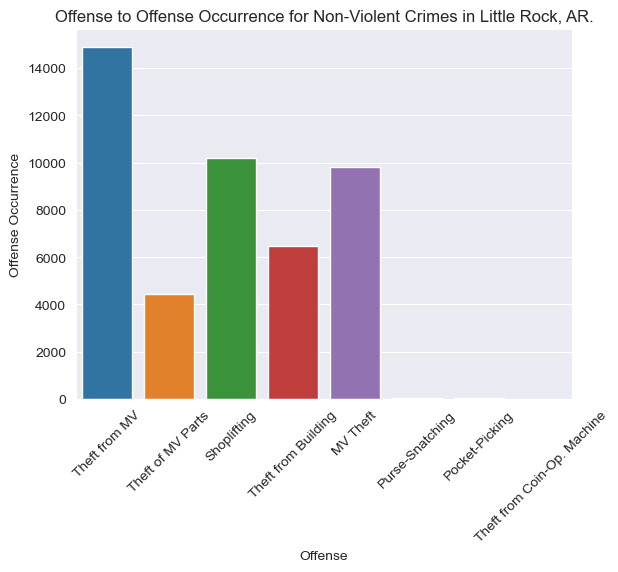 Offense to Offense Occurrence for Non-Violent Crimes in Little Rock, AR.
Offense Occurrence
14000
12000
10000
8000
6000
4000
2000
0
Theft from MV
Theft of MV Parts
Shoplifting
Theft from Building
MV Theft
Purse-Snatching
Pocket-Picking
Theft from Coin-Op. Machine
Offense